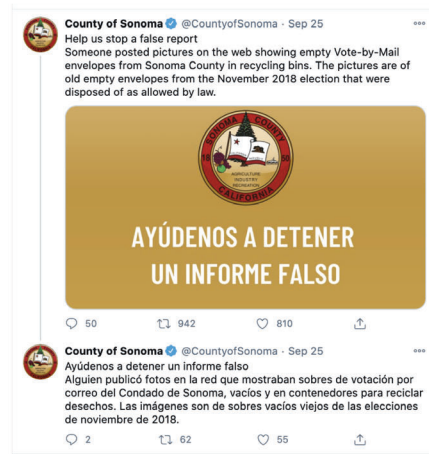 County of Sonoma @CountyofSonoma · Sep 25
Help us stop a false report
Someone posted pictures on the web showing empty Vote-by-Mail
envelopes from Sonoma County in recycling bins. The pictures are of
old empty envelopes from the November 2018 election that were
disposed of as allowed by law.
SONOMA COUNTY
18 50
AGRICULTURE
INDUSTRY
RECREATION
CALIFORNIA
AYÚDENOS A DETENER
UN INFORME FALSO
50 942 810
County of Sonoma @CountyofSonoma · Sep 25
Ayúdenos a detener un informe falso
Alguien publicó fotos en la red que mostraban sobres de votación por
correo del Condado de Sonoma, vacíos y en contenedores para reciclar
desechos. Las imágenes son de sobres vacíos viejos de las elecciones
de noviembre de 2018.
2 62 55